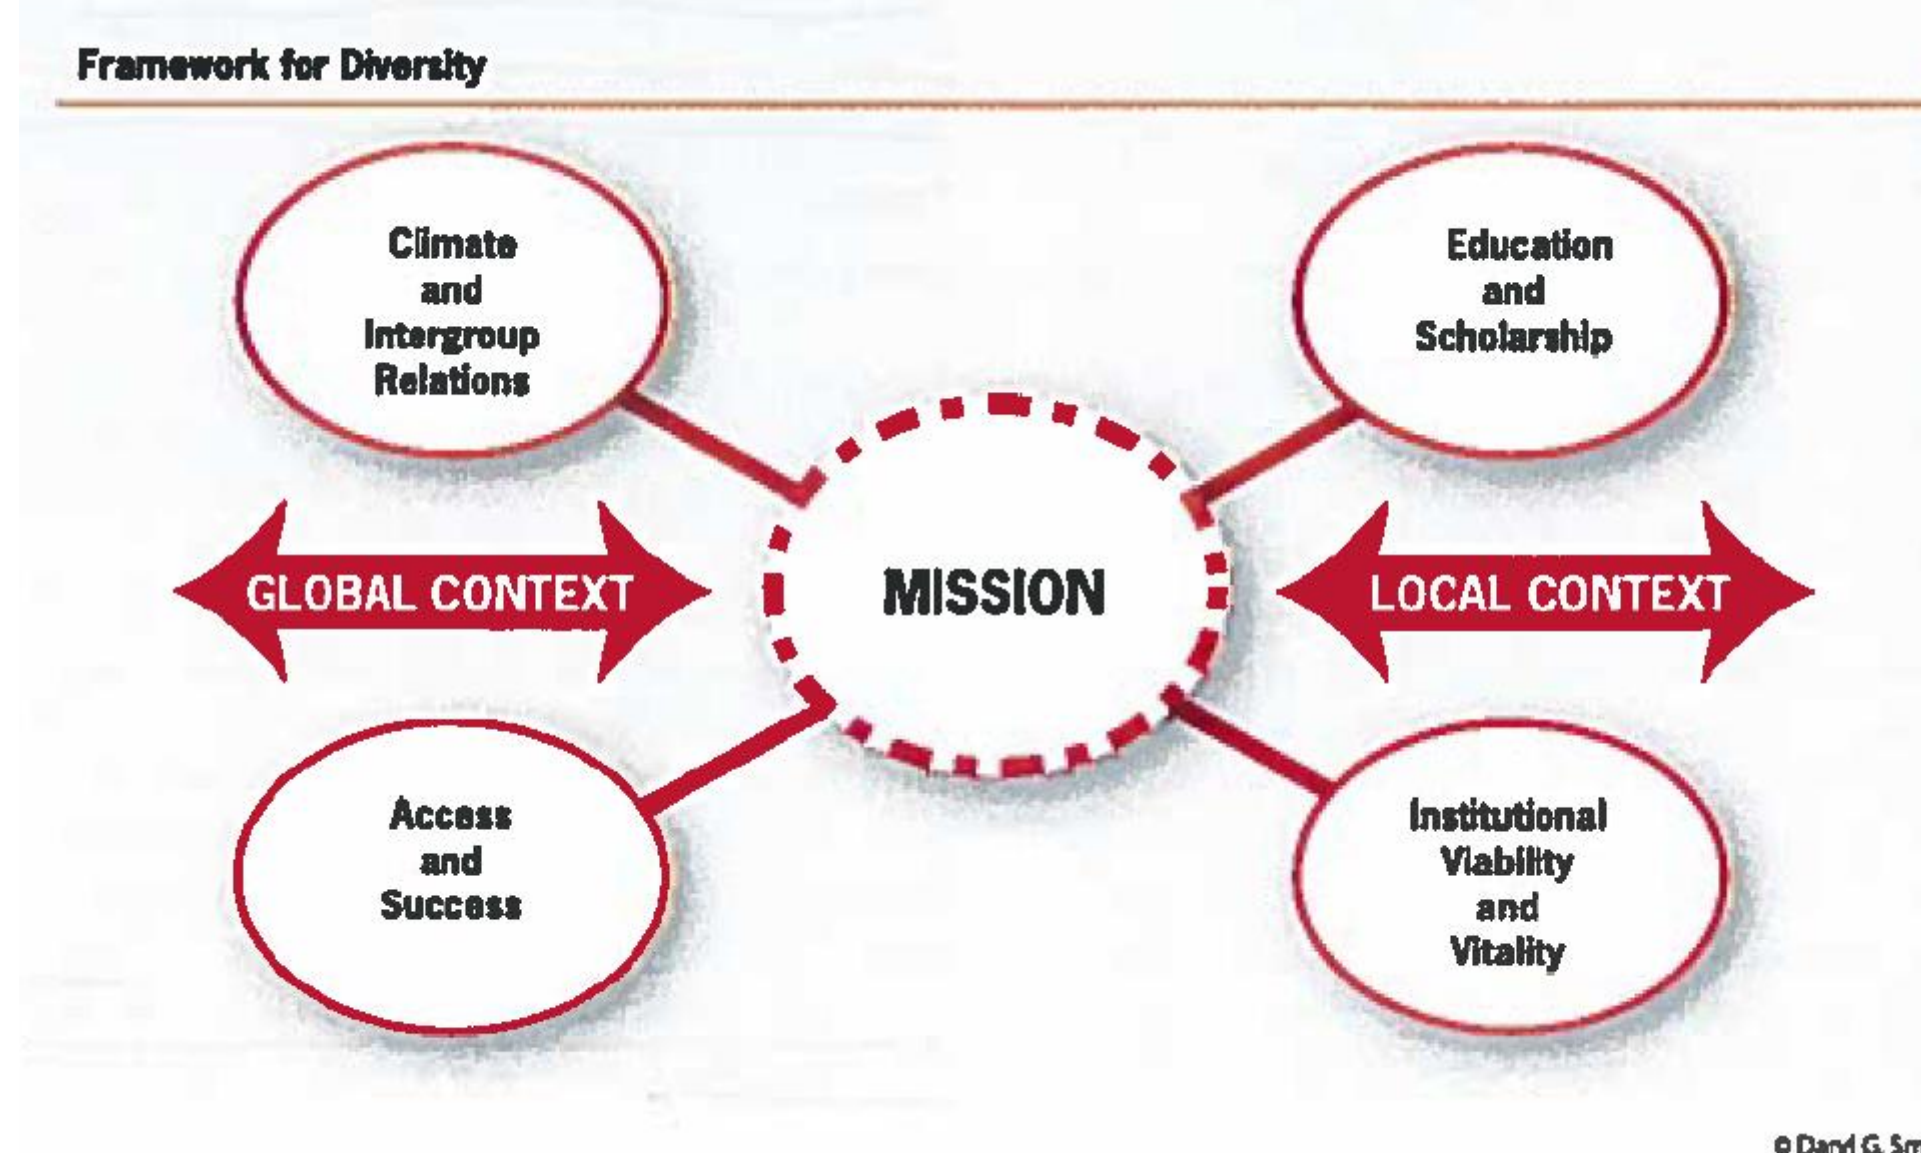 Framework for Diversity
Climate
and
Intergroup
Relations
Education
and
Scholarship
GLOBAL CONTEXT
MISSION
LOCAL CONTEXT
Access
and
Success
Institutional
Viability
and
Vitality
© G.